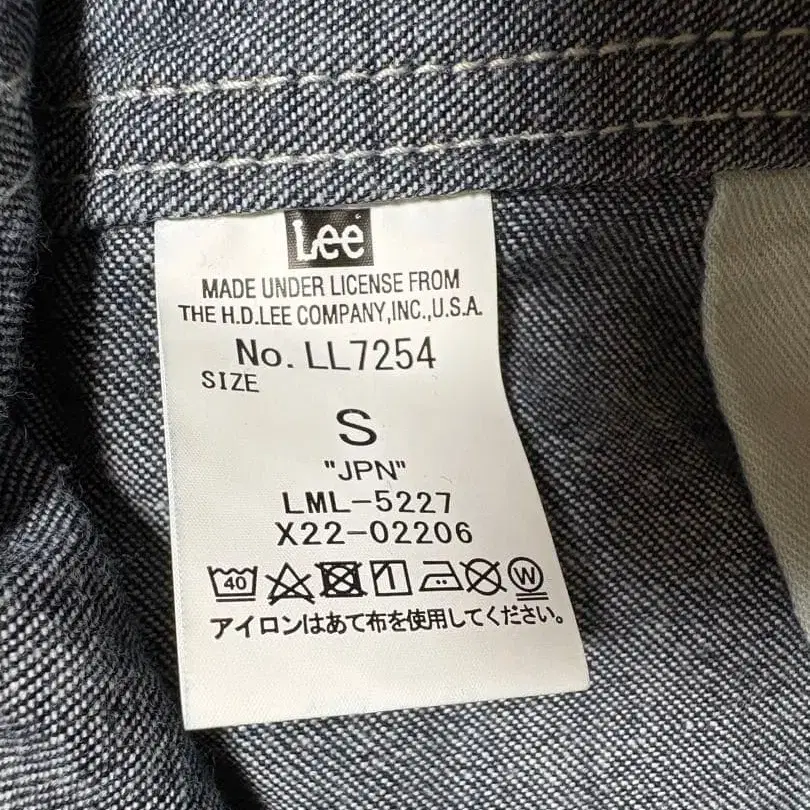 Lee
MADE UNDER LICENSE FROM
THE H.D.LEE COMPANY,INC.,U.S.A.
No. LL7254
SIZE
S
"JPN"
LML-5227
X22-02206
40 W
アイロンはあて布を使用してください。